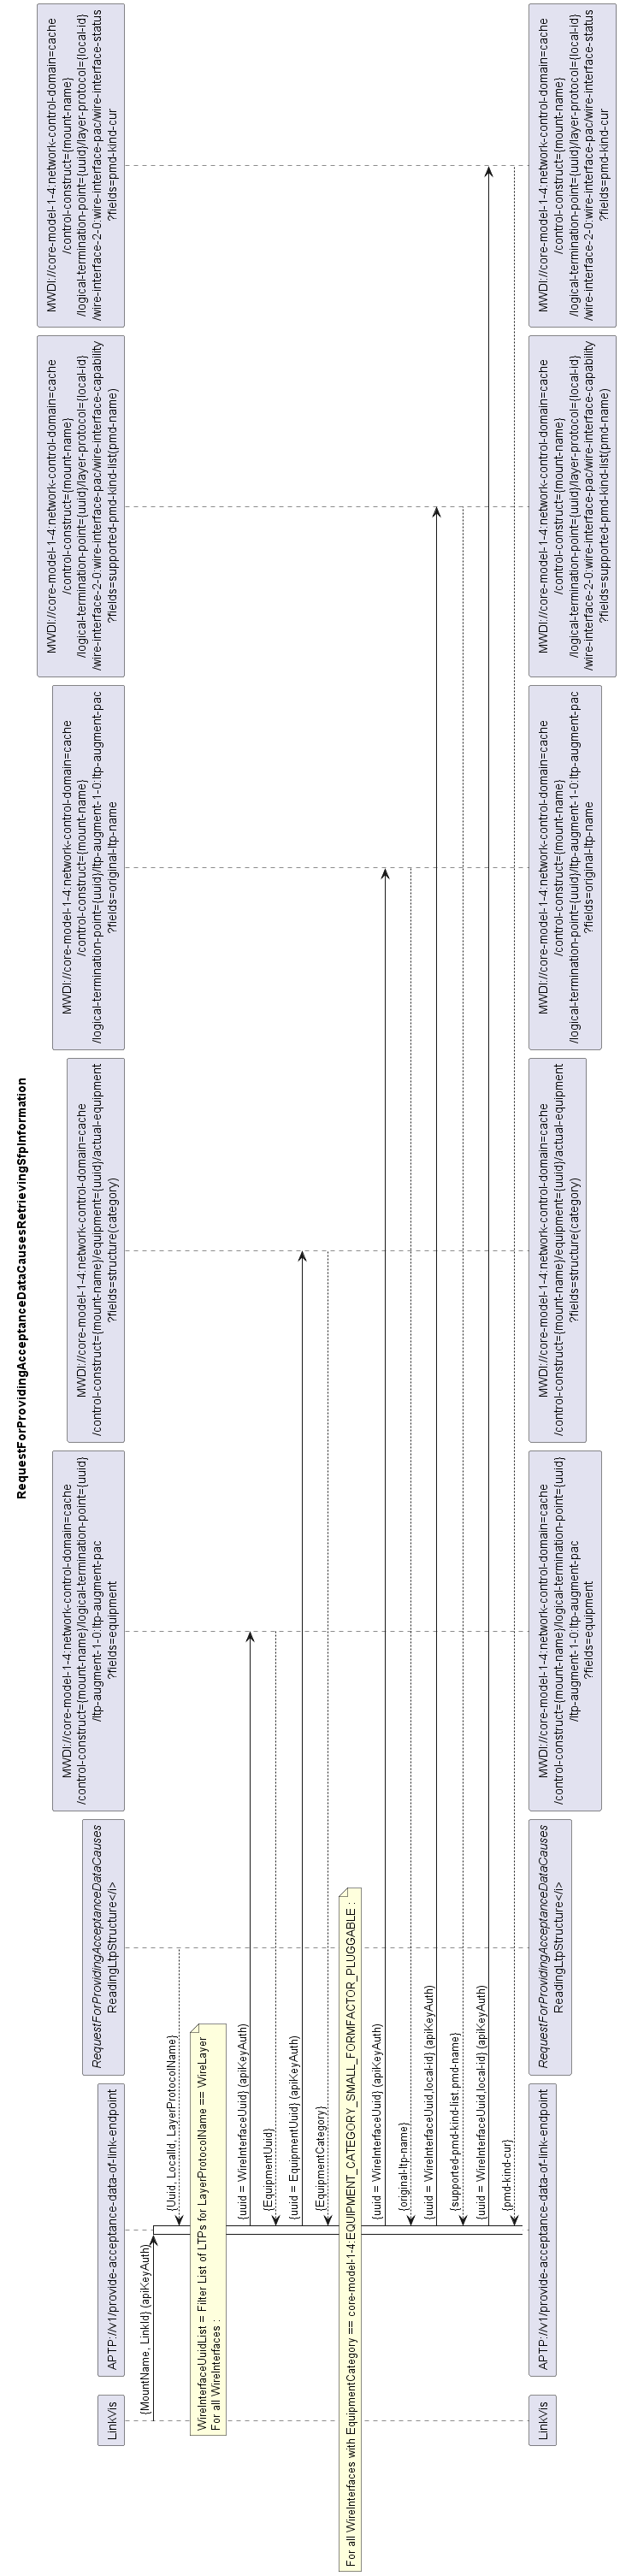 RequestForProvidingAcceptanceDataCausesRetrievingSfpInformation
LinkVis
APTP://v1/provide-acceptance-data-of-link-endpoint
RequestForProvidingAcceptanceDataCauses
ReadingLtpStructure</i>
MWDI://core-model-1-4:network-control-domain=cache
/control-construct={mount-name}/logical-termination-point={uuid}
/ltp-augment-1-0:ltp-augment-pac
?fields=equipment
MWDI://core-model-1-4:network-control-domain=cache
/control-construct={mount-name}/equipment={uuid}/actual-equipment
?fields=structure(category)
MWDI://core-model-1-4:network-control-domain=cache
/control-construct={mount-name}
/logical-termination-point={uuid}/ltp-augment-1-0:ltp-augment-pac
?fields=original-ltp-name
MWDI://core-model-1-4:network-control-domain=cache
/control-construct={mount-name}
/logical-termination-point={uuid}/layer-protocol={local-id}
/wire-interface-2-0:wire-interface-pac/wire-interface-capability
?fields=supported-pmd-kind-list(pmd-name)
MWDI://core-model-1-4:network-control-domain=cache
/control-construct={mount-name}
/logical-termination-point={uuid}/layer-protocol={local-id}
/wire-interface-2-0:wire-interface-pac/wire-interface-status
?fields=pmd-kind-cur
{MountName, LinkId} (apiKeyAuth)
{Uuid, LocalId, LayerProtocolName}
WireInterfaceUuidList = Filter List of LTPs for LayerProtocolName == WireLayer
For all WireInterfaces :
{uuid = WireInterfaceUuid} (apiKeyAuth)
{EquipmentUuid}
{uuid = EquipmentUuid} (apiKeyAuth)
{EquipmentCategory}
For all WireInterfaces with EquipmentCategory == core-model-1-4:EQUIPMENT_CATEGORY_SMALL_FORMFACTOR_PLUGGABLE :
{uuid = WireInterfaceUuid} (apiKeyAuth)
{original-ltp-name}
{uuid = WireInterfaceUuid,local-id} (apiKeyAuth)
{supported-pmd-kind-list.pmd-name}
{uuid = WireInterfaceUuid,local-id} (apiKeyAuth)
{pmd-kind-cur}
LinkVis
APTP://v1/provide-acceptance-data-of-link-endpoint
RequestForProvidingAcceptanceDataCauses
ReadingLtpStructure</i>
MWDI://core-model-1-4:network-control-domain=cache
/control-construct={mount-name}/logical-termination-point={uuid}
/ltp-augment-1-0:ltp-augment-pac
?fields=equipment
MWDI://core-model-1-4:network-control-domain=cache
/control-construct={mount-name}/equipment={uuid}/actual-equipment
?fields=structure(category)
MWDI://core-model-1-4:network-control-domain=cache
/control-construct={mount-name}
/logical-termination-point={uuid}/ltp-augment-1-0:ltp-augment-pac
?fields=original-ltp-name
MWDI://core-model-1-4:network-control-domain=cache
/control-construct={mount-name}
/logical-termination-point={uuid}/layer-protocol={local-id}
/wire-interface-2-0:wire-interface-pac/wire-interface-capability
?fields=supported-pmd-kind-list(pmd-name)
MWDI://core-model-1-4:network-control-domain=cache
/control-construct={mount-name}
/logical-termination-point={uuid}/layer-protocol={local-id}
/wire-interface-2-0:wire-interface-pac/wire-interface-status
?fields=pmd-kind-cur